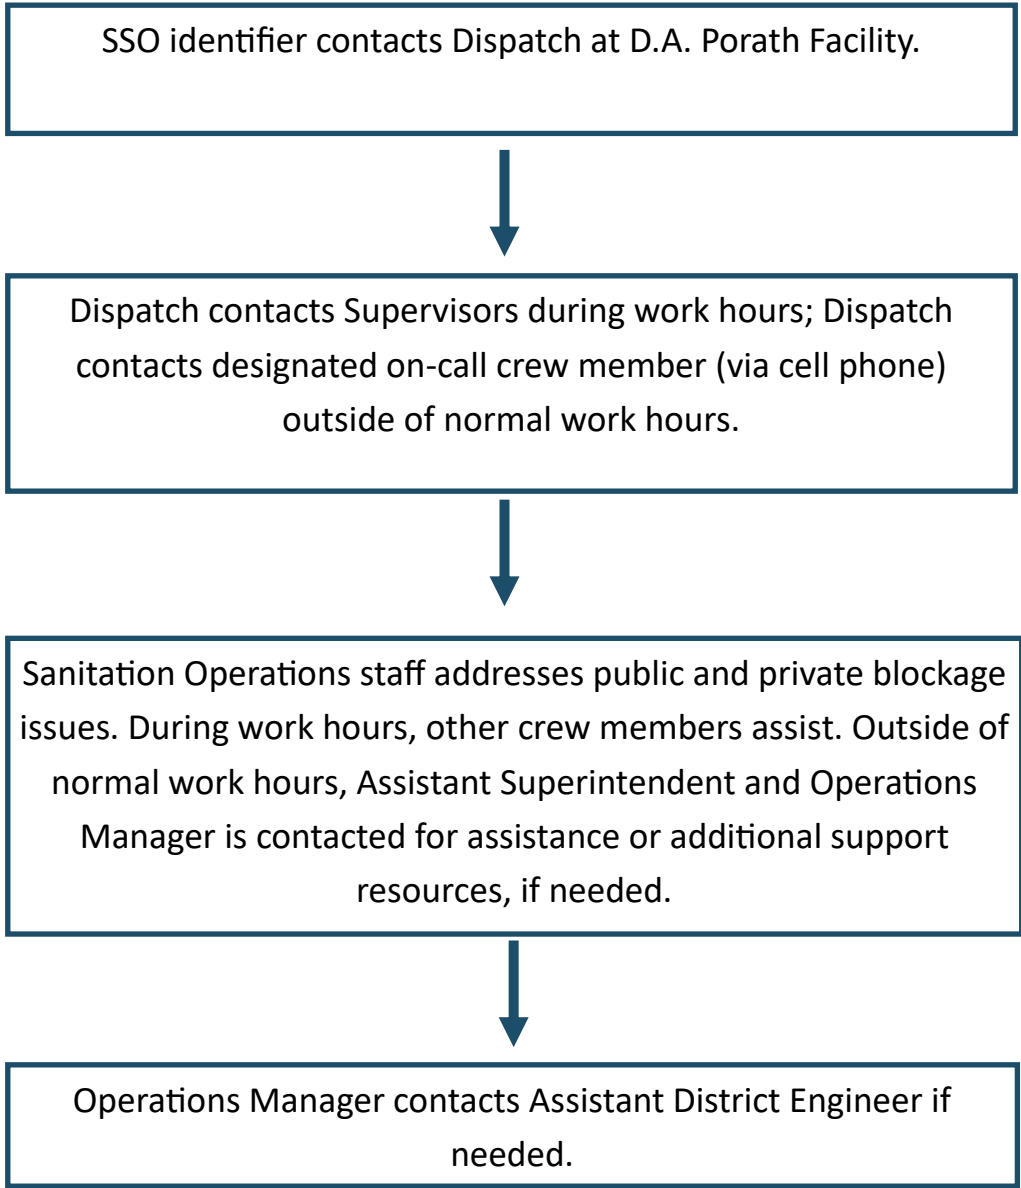 SSO identifier contacts Dispatch at D.A. Porath Facility.
Dispatch contacts Supervisors during work hours; Dispatch
contacts designated on-call crew member (via cell phone)
outside of normal work hours.
Sanitation Operations staff addresses public and private blockage
issues. During work hours, other crew members assist. Outside of
normal work hours, Assistant Superintendent and Operations
Manager is contacted for assistance or additional support
resources, if needed.
Operations Manager contacts Assistant District Engineer if
needed.